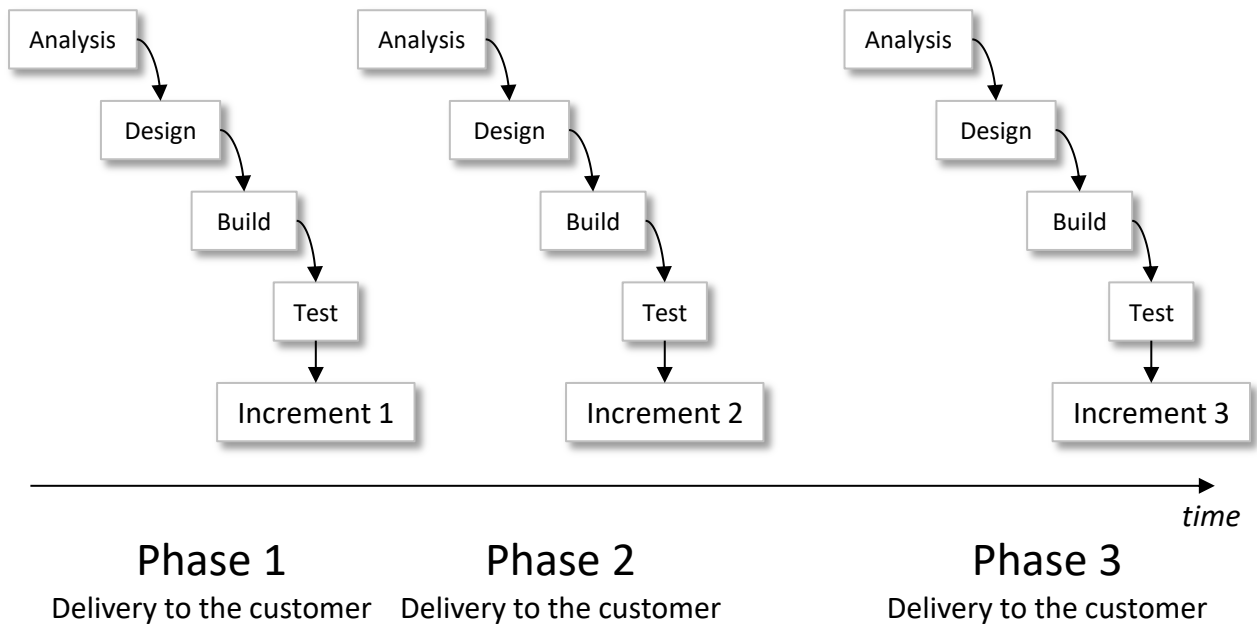 Analysis
Analysis
Analysis
Design
Design
Design
Build
Build
Build
Test
Test
Test
Increment 1
Increment 2
Increment 3
time
Phase 1
Phase 2
Phase 3
Delivery to the customer
Delivery to the customer
Delivery to the customer